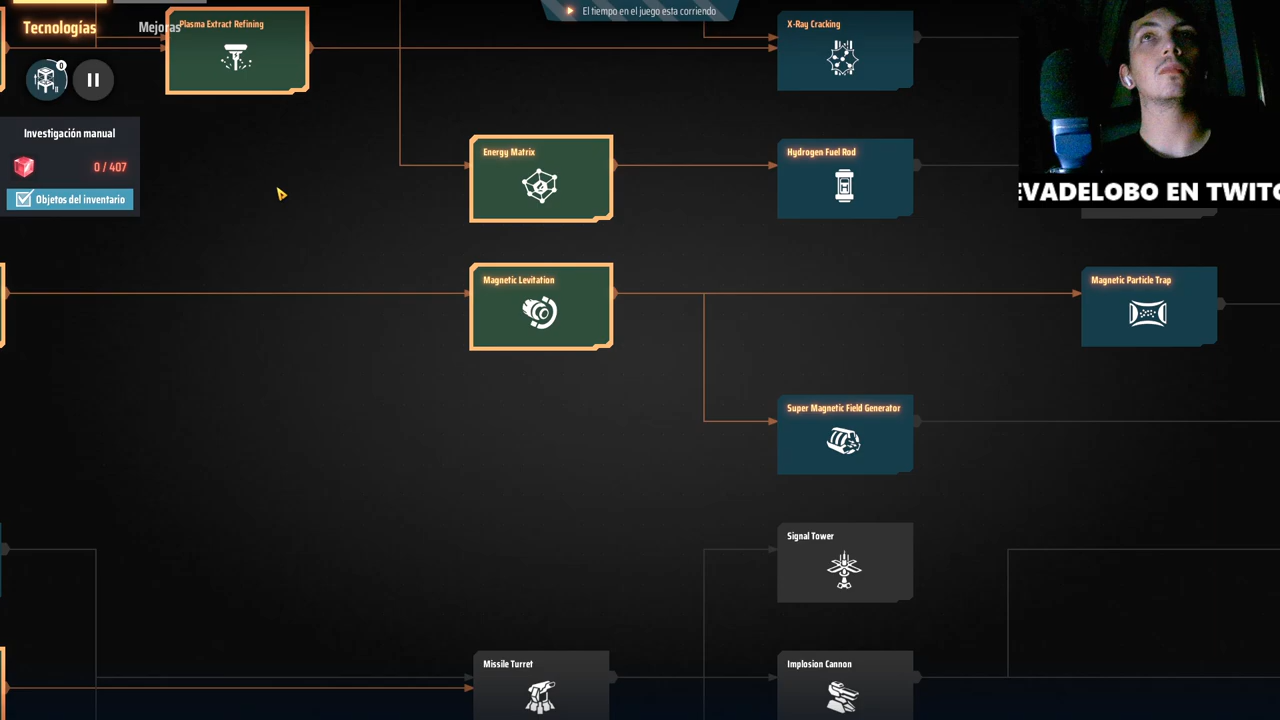 El tiempo en el juego esta corriendo
Tecnologías
Mejoras
Plasma Extract Refining
X-Ray Cracking
0
Investigación manual
0 / 407
Objetos del inventario
Energy Matrix
Hydrogen Fuel Rod
EVADELOBO EN TWITC
Magnetic Levitation
Magnetic Particle Trap
Super Magnetic Field Generator
Signal Tower
Missile Turret
Implosion Cannon